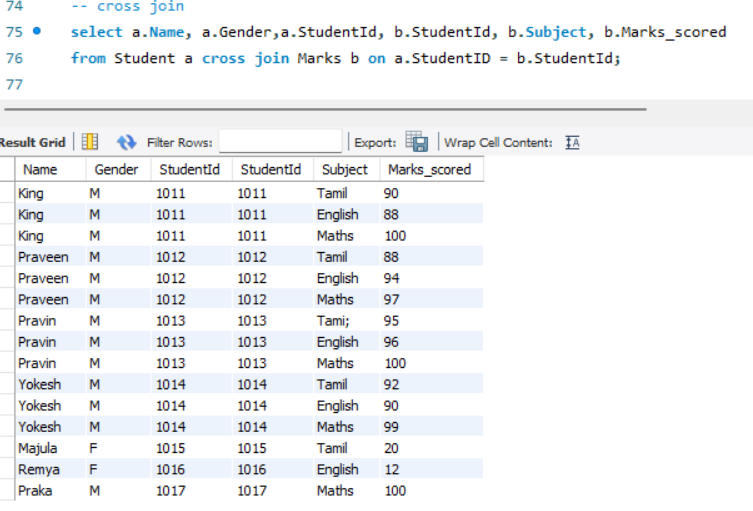 74 -- cross join
75 select a.Name, a.Gender,a.StudentId, b.StudentId, b.Subject, b.Marks_scored
76 from Student a cross join Marks b on a.StudentID = b.StudentId;
77
Result Grid Filter Rows: Export: Wrap Cell Content: IA
Name Gender StudentId StudentId Subject Marks_scored
King M 1011 1011 Tamil 90
King M 1011 1011 English 88
King M 1011 1011 Maths 100
Praveen M 1012 1012 Tamil 88
Praveen M 1012 1012 English 94
Praveen M 1012 1012 Maths 97
Pravin M 1013 1013 Tami; 95
Pravin M 1013 1013 English 96
Pravin M 1013 1013 Maths 100
Yokesh M 1014 1014 Tamil 92
Yokesh M 1014 1014 English 90
Yokesh M 1014 1014 Maths 99
Majula F 1015 1015 Tamil 20
Remya F 1016 1016 English 12
Praka M 1017 1017 Maths 100